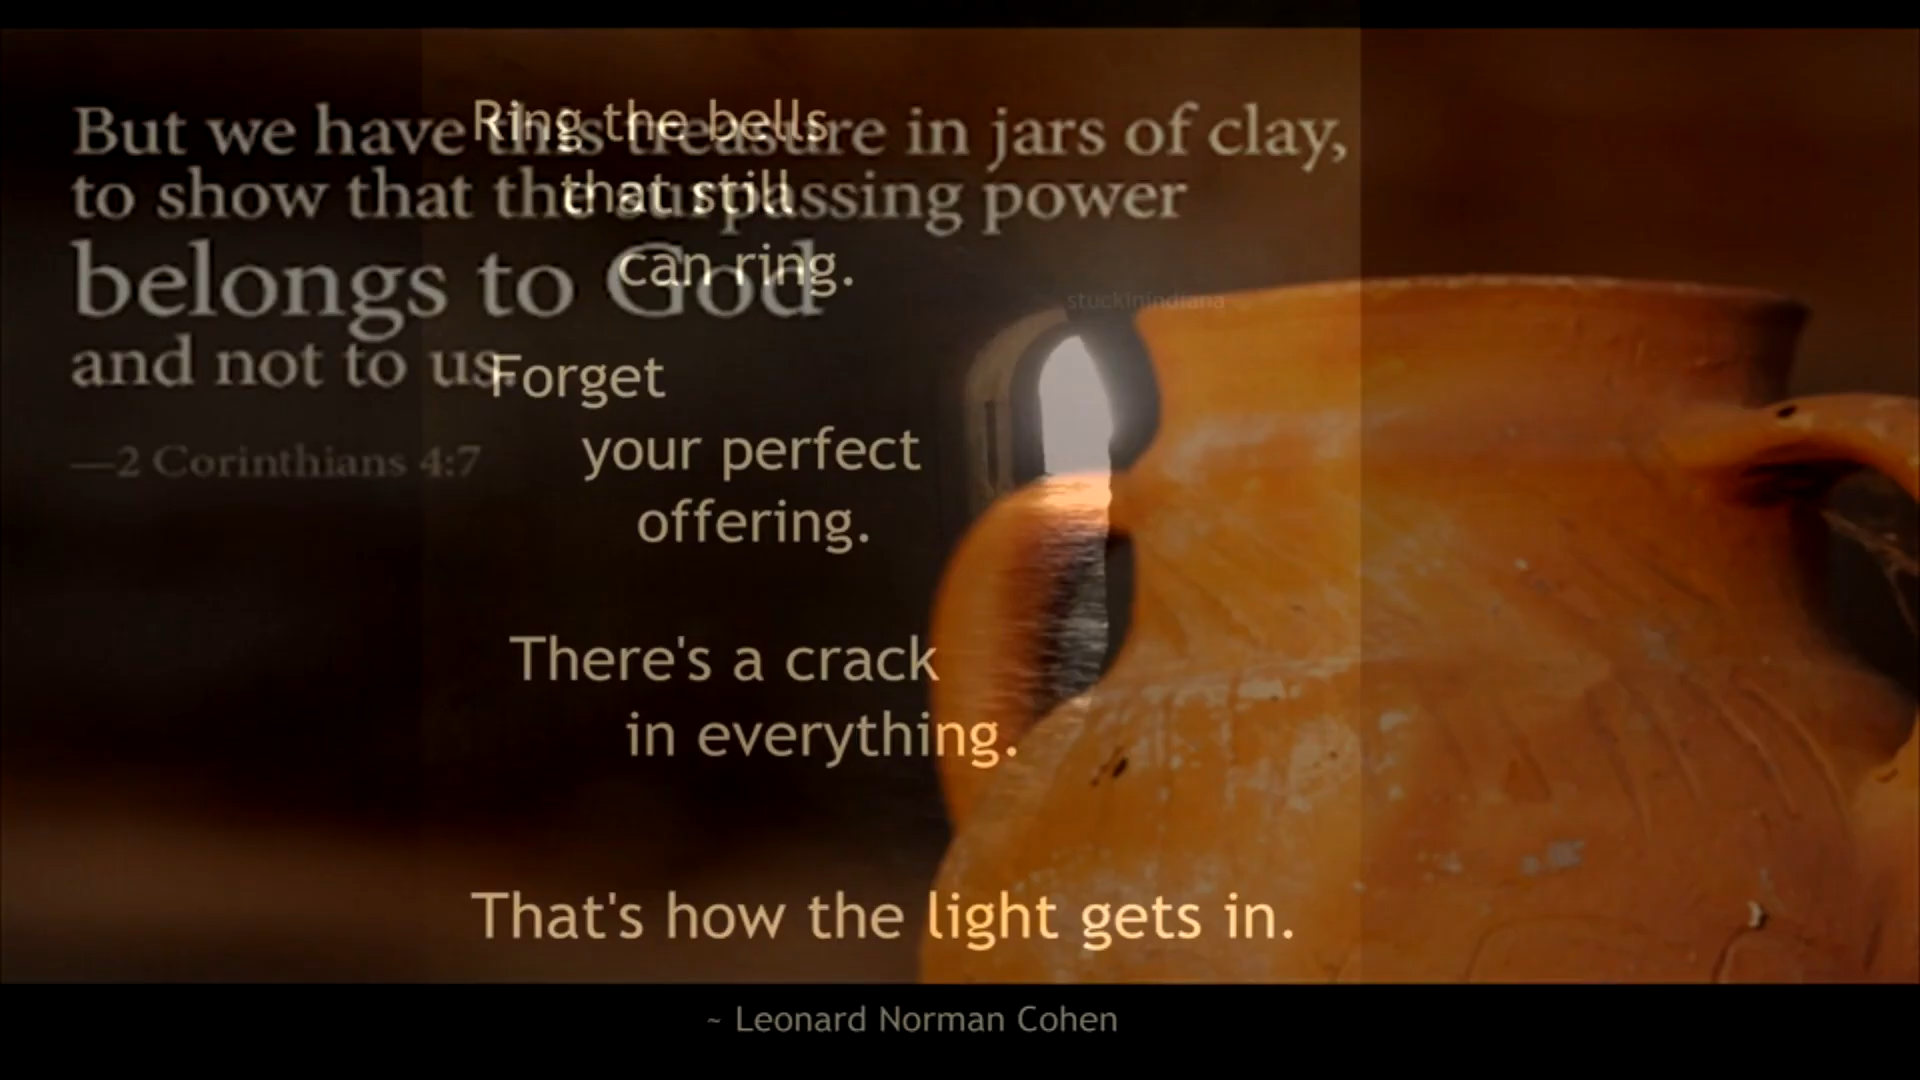 But we have this treasure in jars of clay,
to show that the surpassing power
belongs to God
and not to us.
—2 Corinthians 4:7
Ring the bells
that still
can ring.
stuckinindiana
Forget
your perfect
offering.
There's a crack
in everything.
That's how the light gets in.
~ Leonard Norman Cohen